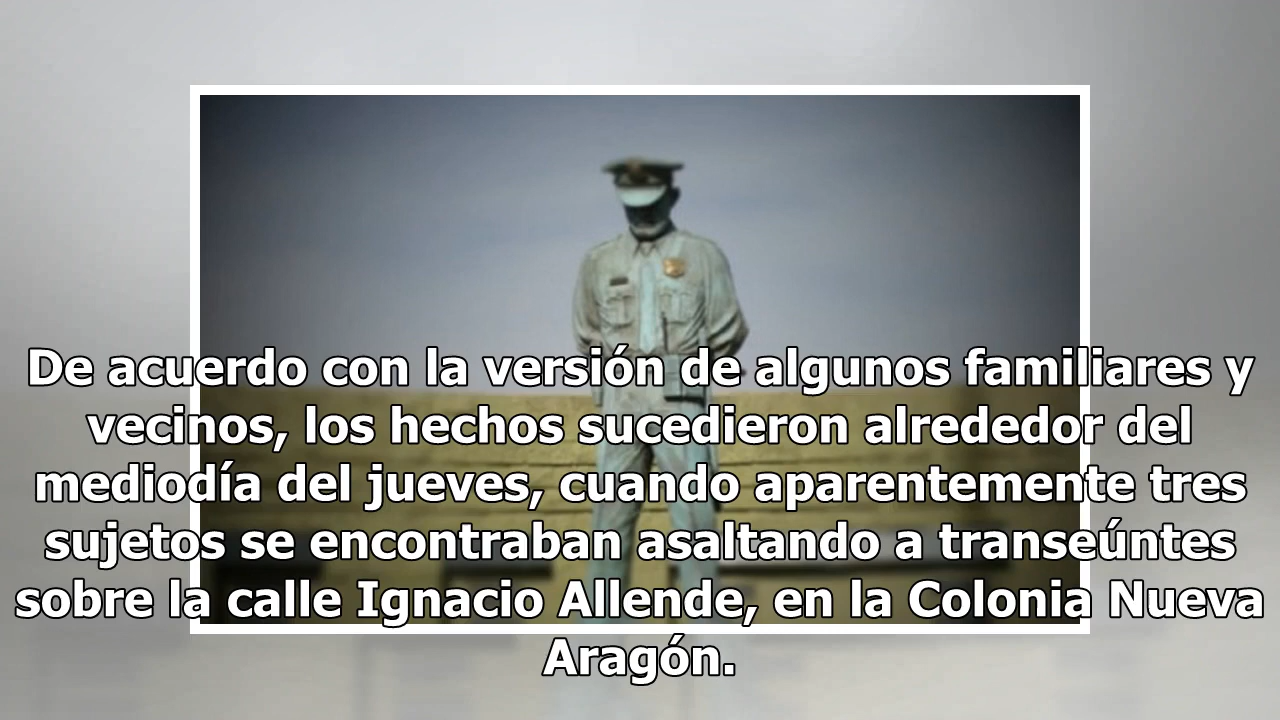 De acuerdo con la versión de algunos familiares y
vecinos, los hechos sucedieron alrededor del
mediodía del jueves, cuando aparentemente tres
sujetos se encontraban asaltando a transeúntes
sobre la calle Ignacio Allende, en la Colonia Nueva
Aragón.